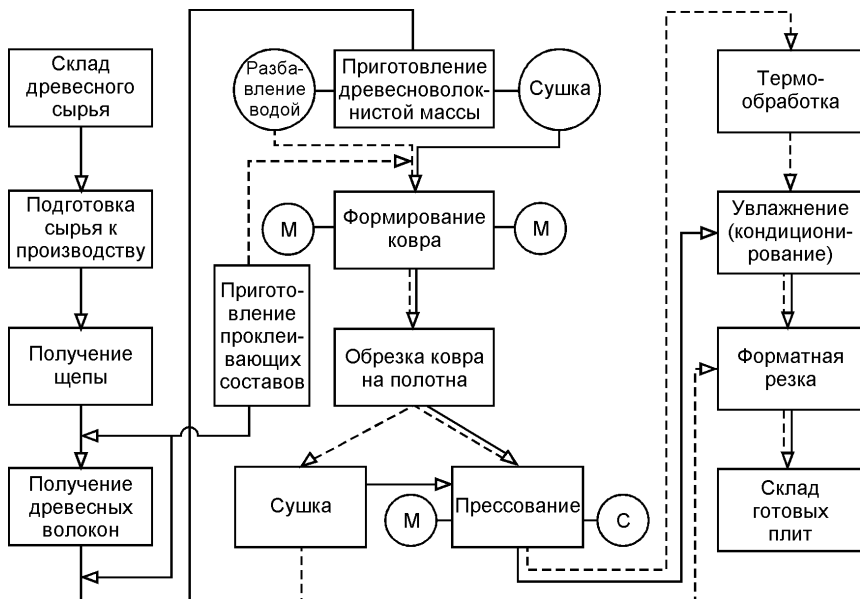 Склад
древесного
сырья
Подготовка
сырья к
производству
Получение
щепы
Получение
древесных
волокон
Разба-
вление
водой
Приготовление
древесноволок-
нистой массы
Сушка
М
Формирование
ковра
М
Пригото-
вление
проклеи-
вающих
составов
Обрезка ковра
на полотна
Сушка
М
Прессование
С
Термо-
обработка
Увлажнение
(кондициони-
рование)
Форматная
резка
Склад
готовых
плит